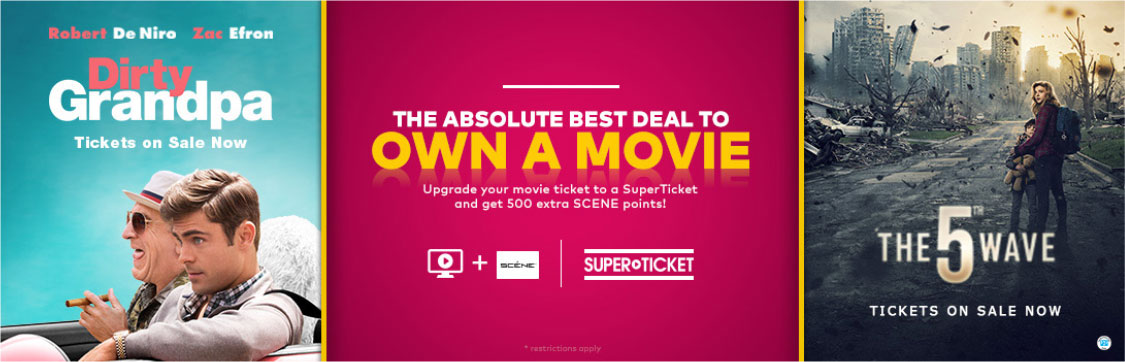 Robert De Niro Zac Efron
Dirty
Grandpa
Tickets on Sale Now
THE ABSOLUTE BEST DEAL TO
OWN A MOVIE
Upgrade your movie ticket to a SuperTicket
and get 500 extra SCENE points!
+ SCÈNE
SUPERTICKET
* restrictions apply
THE 5TH WAVE
TICKETS ON SALE NOW